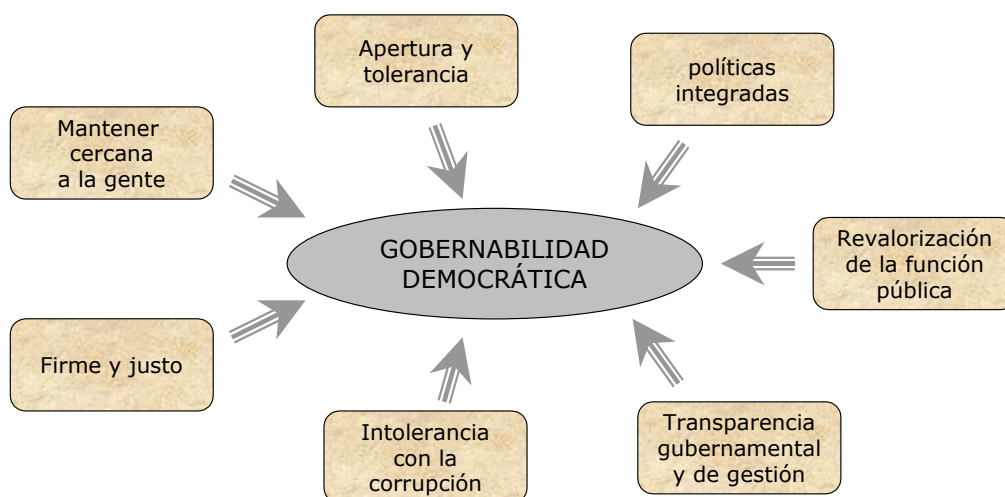 Apertura y
tolerancia
políticas
integradas
Mantener
cercana
a la gente
GOBERNABILIDAD
DEMOCRÁTICA
Revalorización
de la función
pública
Firme y justo
Intolerancia
con la
corrupción
Transparencia
gubernamental
y de gestión